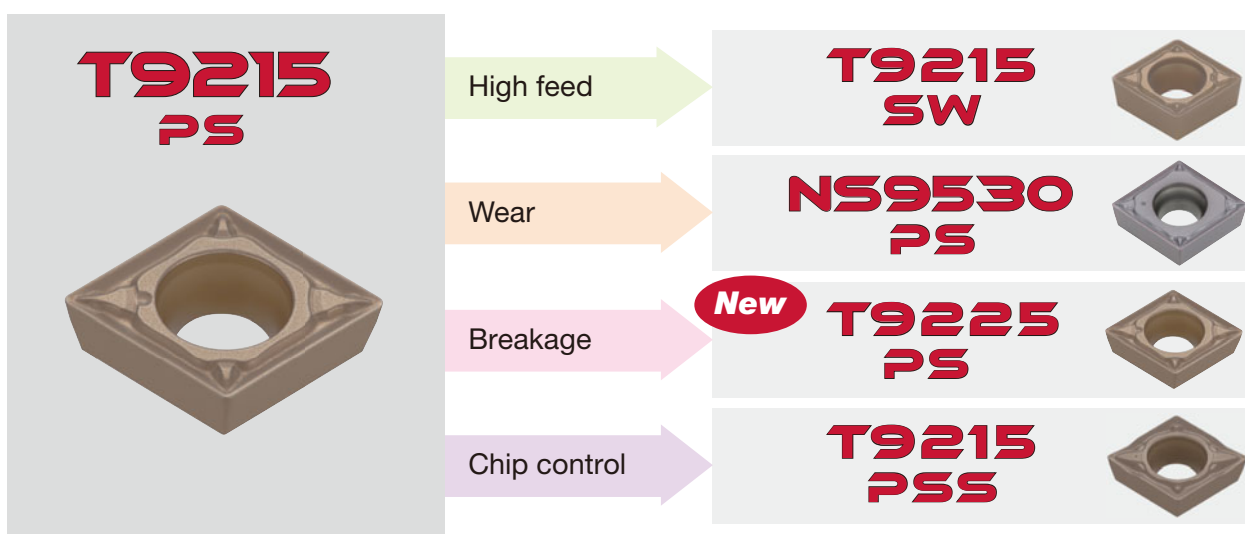 T9215
PS
High feed
T9215
SW
Wear
NS9530
PS
Breakage
New
T9225
PS
Chip control
T9215
PSS